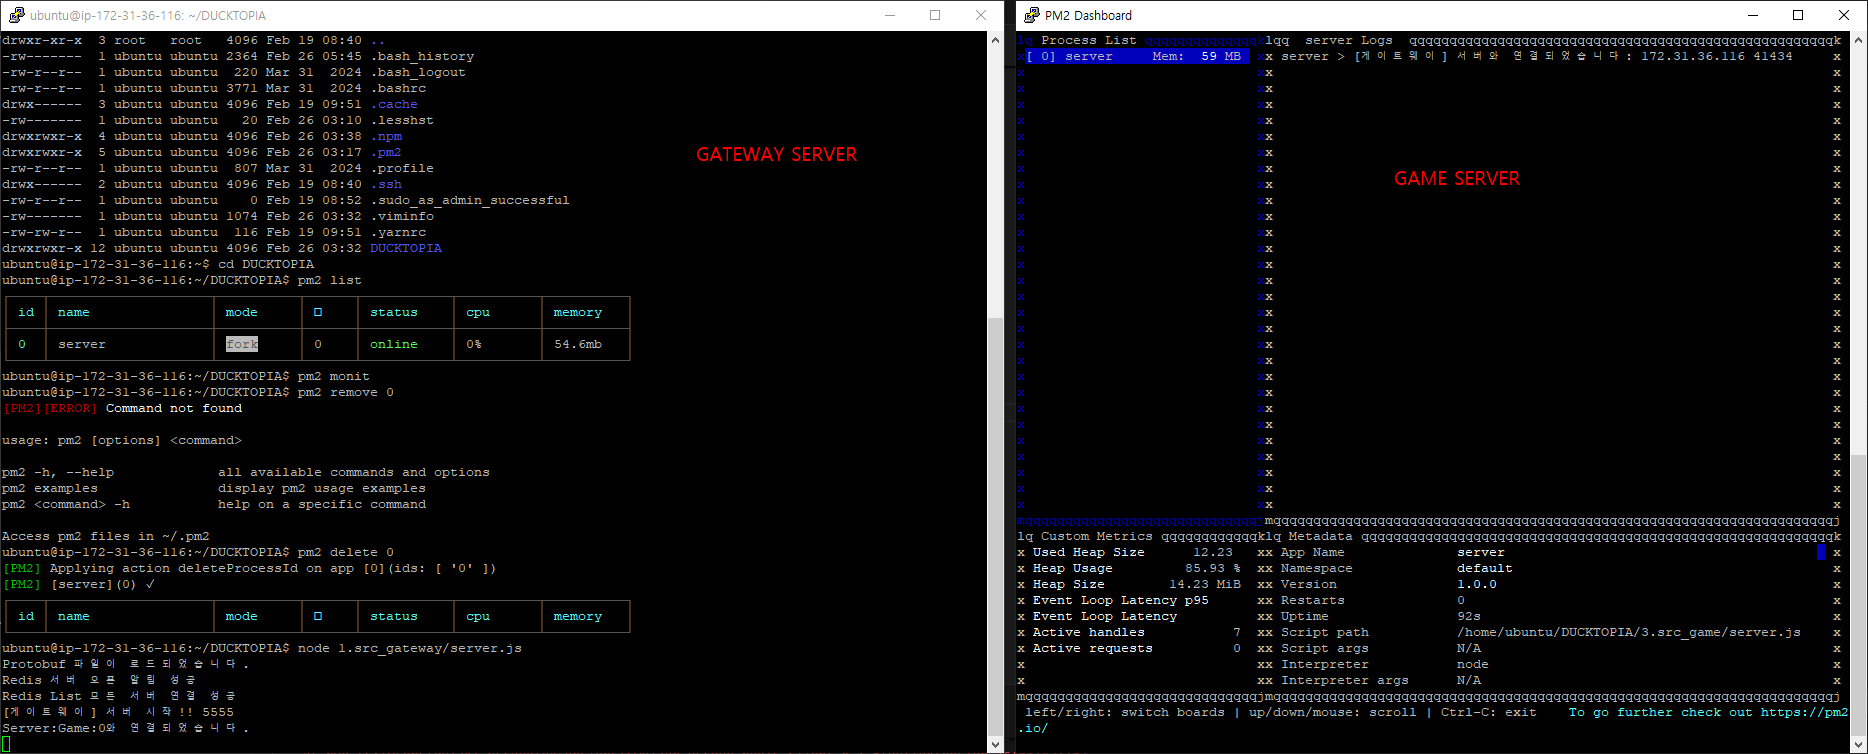 ubuntu@ip-172-31-36-116: ~/DUCKTOPIA
drwxr-xr-x  3 root   root   4096 Feb 19 08:40 ..
-rw-------  1 ubuntu ubuntu 2364 Feb 26 05:45 .bash_history
-rw-r--r--  1 ubuntu ubuntu  220 Mar 31  2024 .bash_logout
-rw-r--r--  1 ubuntu ubuntu 3771 Mar 31  2024 .bashrc
drwx------  3 ubuntu ubuntu 4096 Feb 19 09:51 .cache
-rw-------  1 ubuntu ubuntu   20 Feb 26 03:10 .lesshst
drwxrwxr-x  4 ubuntu ubuntu 4096 Feb 26 03:38 .npm
drwxrwxr-x  5 ubuntu ubuntu 4096 Feb 26 03:17 .pm2
-rw-r--r--  1 ubuntu ubuntu  807 Mar 31  2024 .profile
drwx------  2 ubuntu ubuntu 4096 Feb 19 08:40 .ssh
-rw-r--r--  1 ubuntu ubuntu    0 Feb 19 08:52 .sudo_as_admin_successful
-rw-------  1 ubuntu ubuntu 1074 Feb 26 03:32 .viminfo
-rw-rw-r--  1 ubuntu ubuntu  116 Feb 19 09:51 .yarnrc
drwxrwxr-x 12 ubuntu ubuntu 4096 Feb 26 03:32 DUCKTOPIA
ubuntu@ip-172-31-36-116:~$ cd DUCKTOPIA
ubuntu@ip-172-31-36-116:~/DUCKTOPIA$ pm2 list
id name mode □ status cpu memory
0 server fork 0 online 0% 54.6mb
ubuntu@ip-172-31-36-116:~/DUCKTOPIA$ pm2 monit
ubuntu@ip-172-31-36-116:~/DUCKTOPIA$ pm2 remove 0
[PM2][ERROR] Command not found
usage: pm2 [options] <command>
pm2 -h, --help             all available commands and options
pm2 examples               display pm2 usage examples
pm2 <command> -h           help on a specific command
Access pm2 files in ~/.pm2
ubuntu@ip-172-31-36-116:~/DUCKTOPIA$ pm2 delete 0
[PM2] Applying action deleteProcessId on app [0](ids: [ '0' ])
[PM2] [server](0) ✓
id name mode □ status cpu memory
ubuntu@ip-172-31-36-116:~/DUCKTOPIA$ node 1.src_gateway/server.js
Protobuf 파일이 로드되었습니다.
Redis 서버 오픈 알림 성공
Redis List 모든 서버 연결 성공
[게이트웨이] 서버 시작!! 5555
Server:Game:0와 연결되었습니다.
GATEWAY SERVER
PM2 Dashboard
lq Process List qqqqqqqqqqqqqqk
[ 0] server     Mem:  59 MB
lqq  server Logs  qqqqqqqqqqqqqqqqqqqqqqqqqqqqqqqqqqqqqqqqqqqqqqqqqqqqqk
x server > [게이트웨이] 서버와 연결되었습니다: 172.31.36.116 41434 x
GAME SERVER
lq Custom Metrics qqqqqqqqqqqqk
x Used Heap Size      12.23 x
x Heap Usage         85.93 % x
x Heap Size        14.23 MiB x
x Event Loop Latency p95
x Event Loop Latency
x Active handles           7 x
x Active requests          0 x
lq Metadata qqqqqqqqqqqqqqqqqqqqqqqqqqqqqqqqqqqqqqqqqqqqqqqqqqqqqqqqqqqk
x App Name              server x
x Namespace             default x
x Version               1.0.0 x
x Restarts              0 x
x Uptime                92s x
x Script path           /home/ubuntu/DUCKTOPIA/3.src_game/server.js x
x Script args           N/A x
x Interpreter           node x
x Interpreter args      N/A x
left/right: switch boards | up/down/mouse: scroll | Ctrl-C: exit    To go further check out https://pm2
.io/